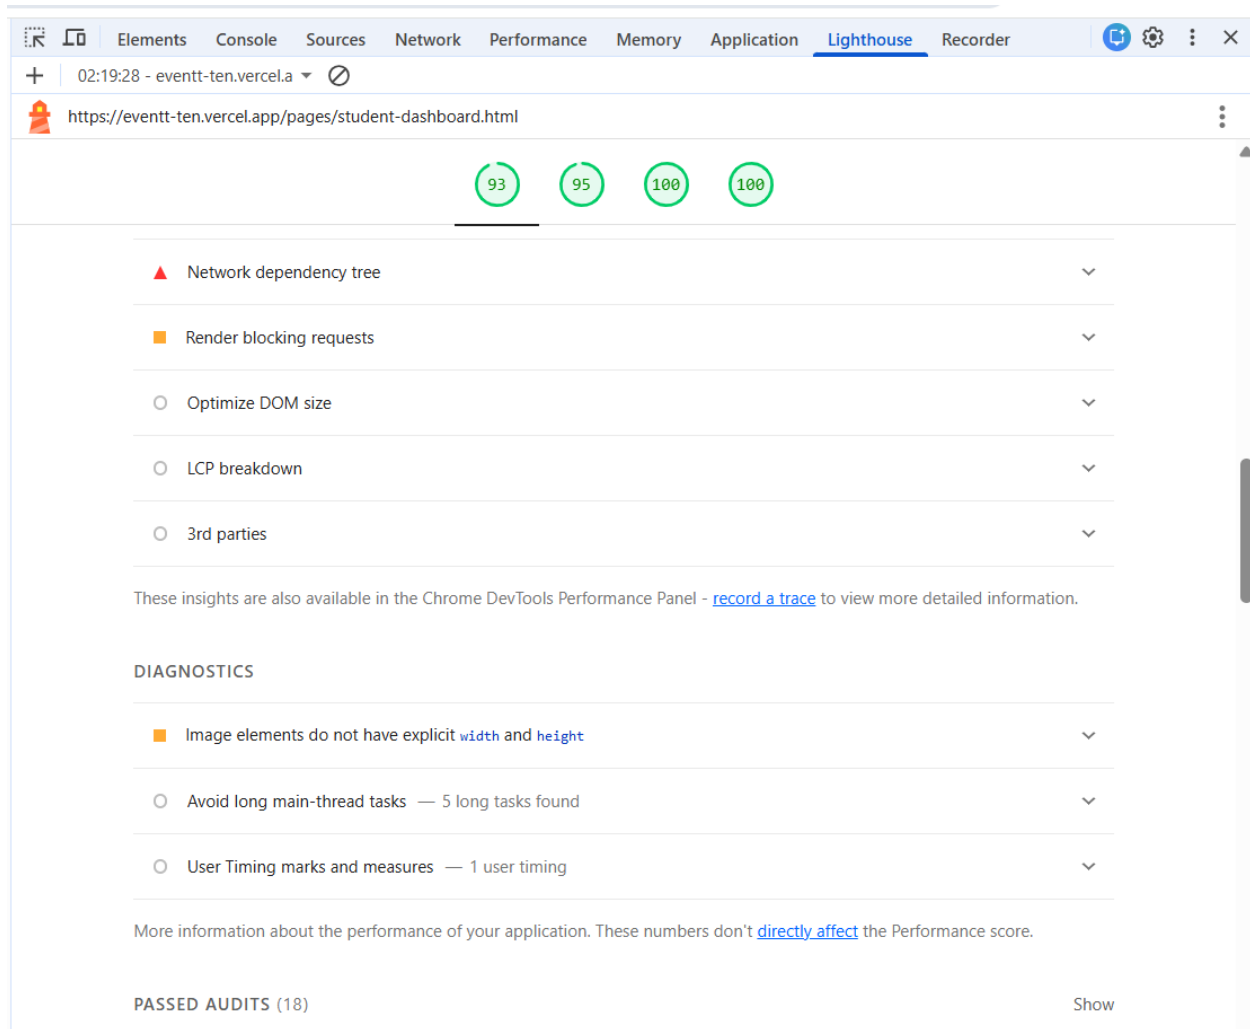 Elements Console Sources Network Performance Memory Application Lighthouse Recorder
02:19:28 - eventt-ten.vercel.a
https://eventt-ten.vercel.app/pages/student-dashboard.html
93 95 100 100
Network dependency tree
Render blocking requests
Optimize DOM size
LCP breakdown
3rd parties
These insights are also available in the Chrome DevTools Performance Panel - record a trace to view more detailed information.
DIAGNOSTICS
Image elements do not have explicit width and height
Avoid long main-thread tasks — 5 long tasks found
User Timing marks and measures — 1 user timing
More information about the performance of your application. These numbers don't directly affect the Performance score.
PASSED AUDITS (18) Show